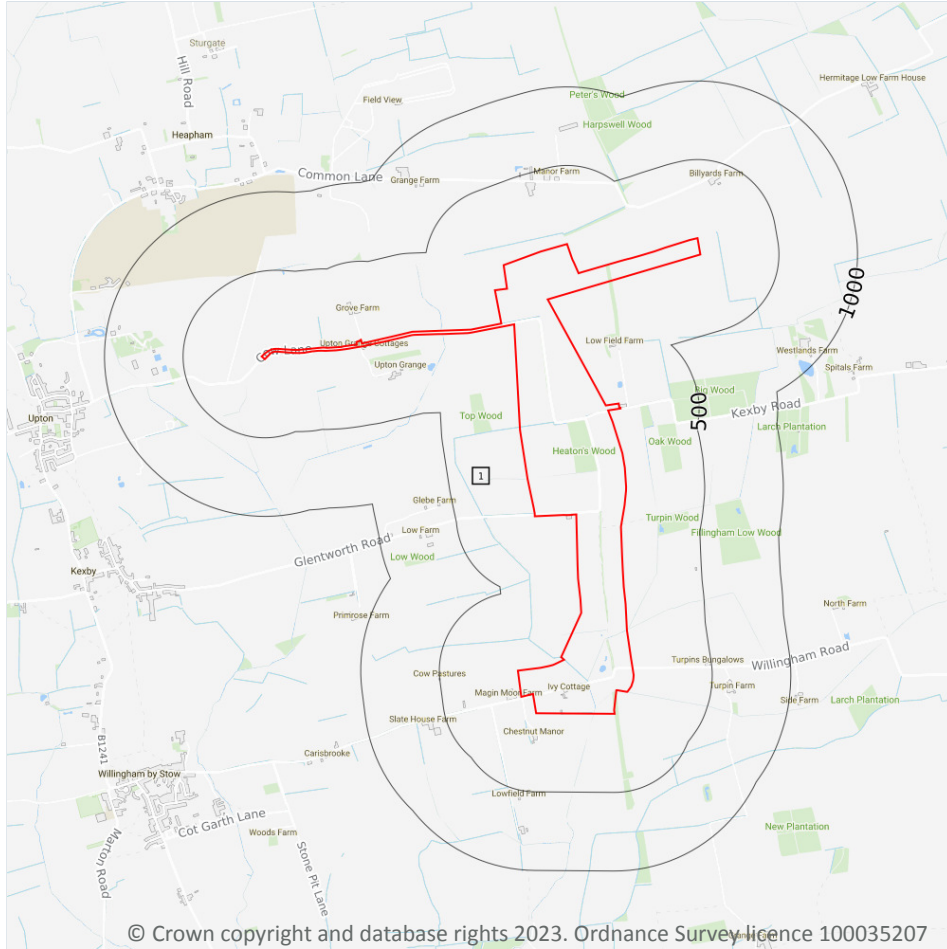 Sturgate
Hill Road
Field View
Hermitage Low Farm House
Peter's Wood
Harpswell Wood
Heapham
Common Lane
Grange Farm
Manor Farm
Billyards Farm
1000
Grove Farm
Upton Grange Cottages
Upton Grange
Low Field Farm
Westlands Farm
Spitals Farm
Big Wood
500
Kexby Road
Upton
Top Wood
Larch Plantation
Oak Wood
Heaton's Wood
1
Glebe Farm
Low Farm
Glentworth Road
Low Wood
Turpin Wood
Fillingham Low Wood
Kexby
Primrose Farm
North Farm
Willingham Road
Turpins Bungalows
Cow Pastures
Magin Moor Farm
Ivy Cottage
Turpin Farm
Side Farm
Larch Plantation
Slate House Farm
Chestnut Manor
B1241
Carisbrooke
Willingham by Stow
Lowfield Farm
Cot Garth Lane
Woods Farm
New Plantation
Marton Road
Stone Pit Lane
© Crown copyright and database rights 2023. Ordnance Survey licence 100035207